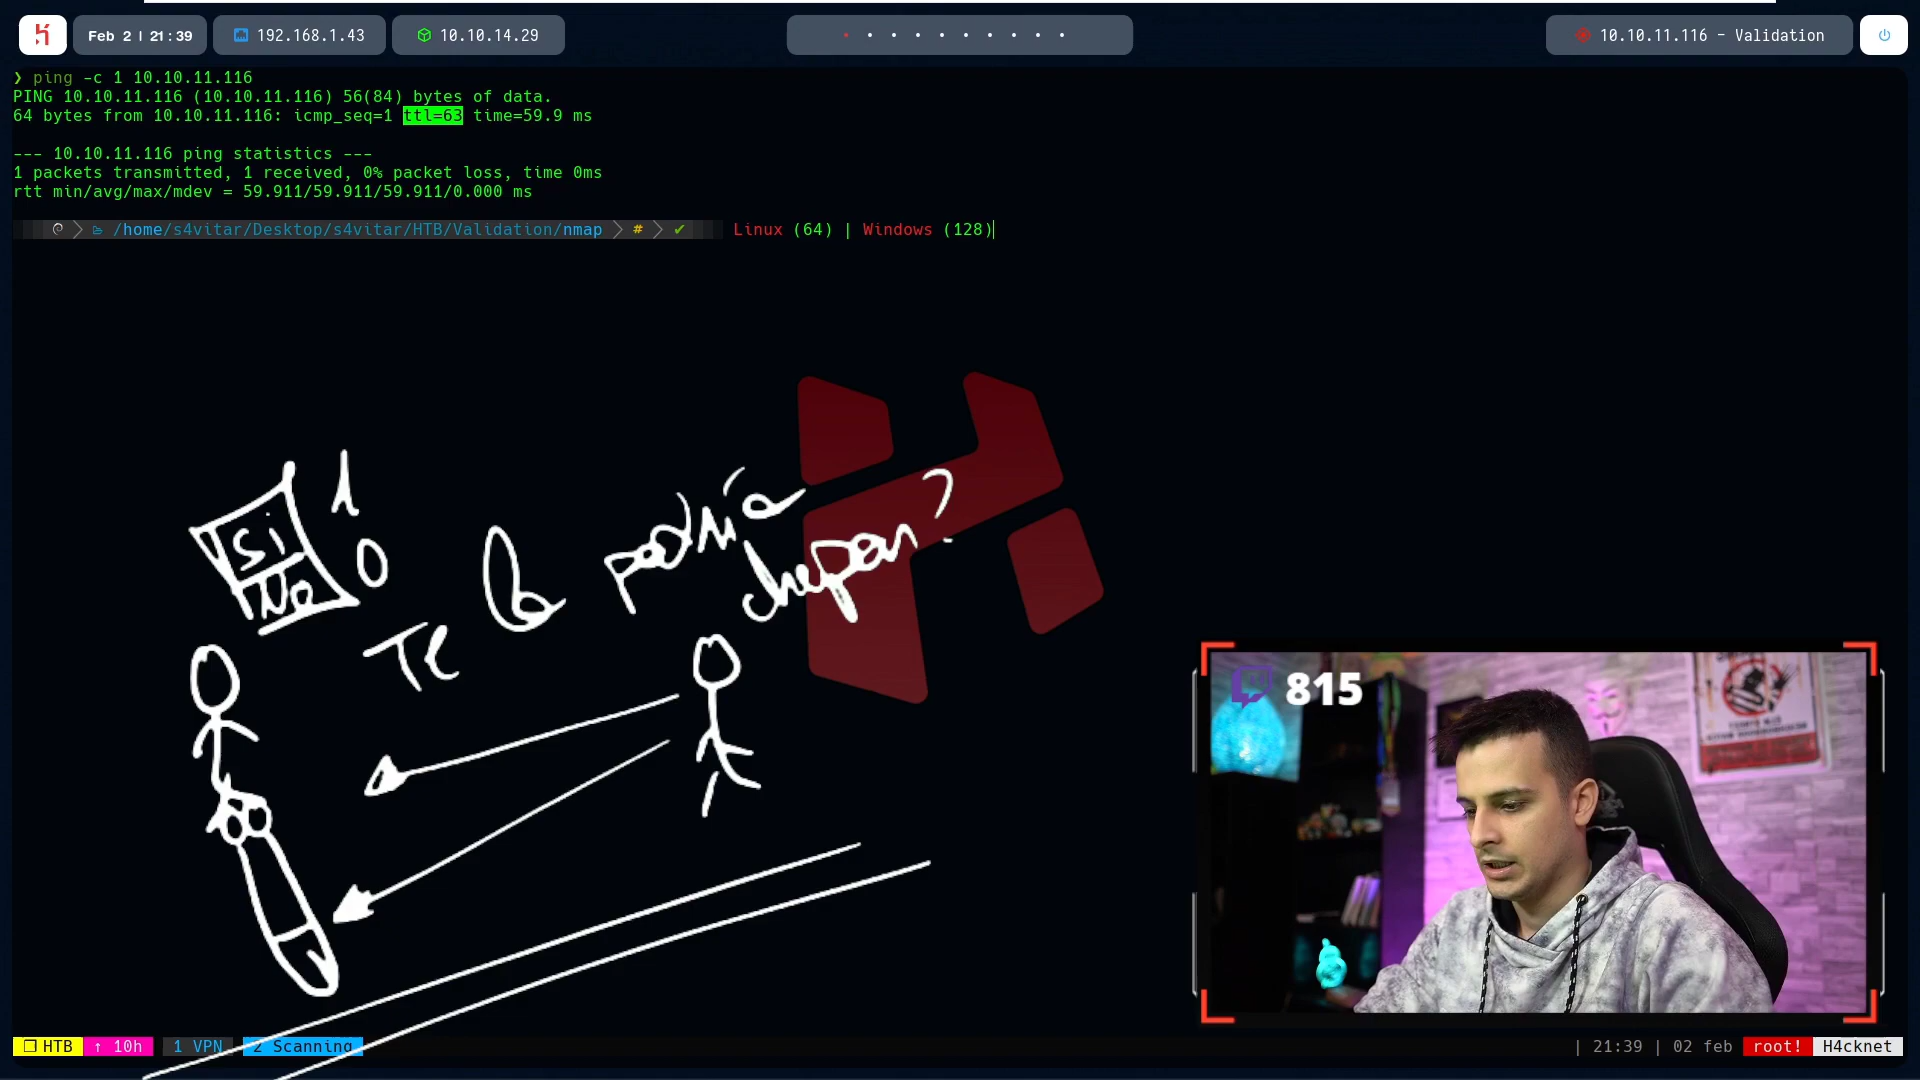 Feb 2 | 21:39
192.168.1.43
10.10.14.29
10.10.11.116 - Validation
❯ ping -c 1 10.10.11.116
PING 10.10.11.116 (10.10.11.116) 56(84) bytes of data.
64 bytes from 10.10.11.116: icmp_seq=1 ttl=63 time=59.9 ms
--- 10.10.11.116 ping statistics ---
1 packets transmitted, 1 received, 0% packet loss, time 0ms
rtt min/avg/max/mdev = 59.911/59.911/59.911/0.000 ms
/home/s4vitar/Desktop/s4vitar/HTB/Validation/nmap # ✔ Linux (64) | Windows (128)
Si 1
No 0
Te la podría
chepar?
815
HTB ↑ 10h 1 VPN 2 Scanning | 21:39 | 02 feb root! H4cknet